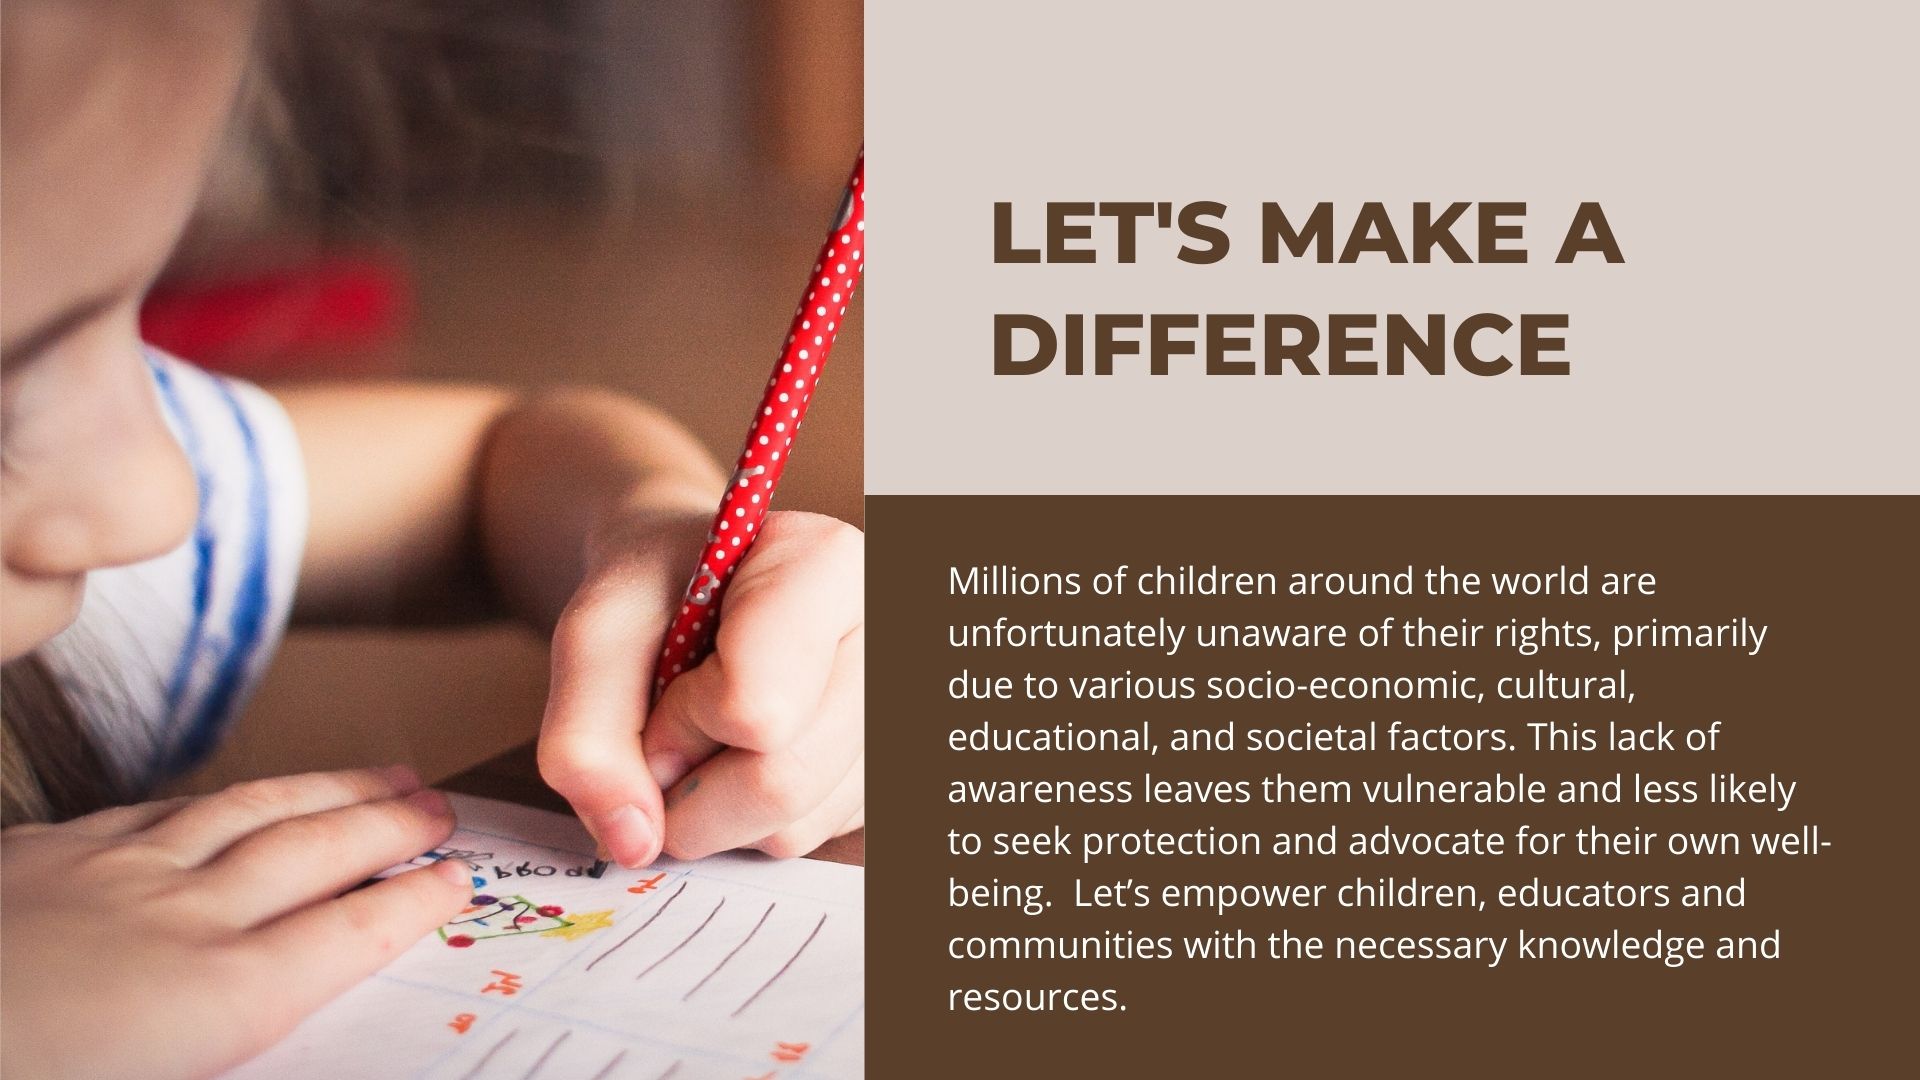 LET'S MAKE A
DIFFERENCE
Millions of children around the world are
unfortunately unaware of their rights, primarily
due to various socio-economic, cultural,
educational, and societal factors. This lack of
awareness leaves them vulnerable and less likely
to seek protection and advocate for their own well-
being.  Let’s empower children, educators and
communities with the necessary knowledge and
resources.